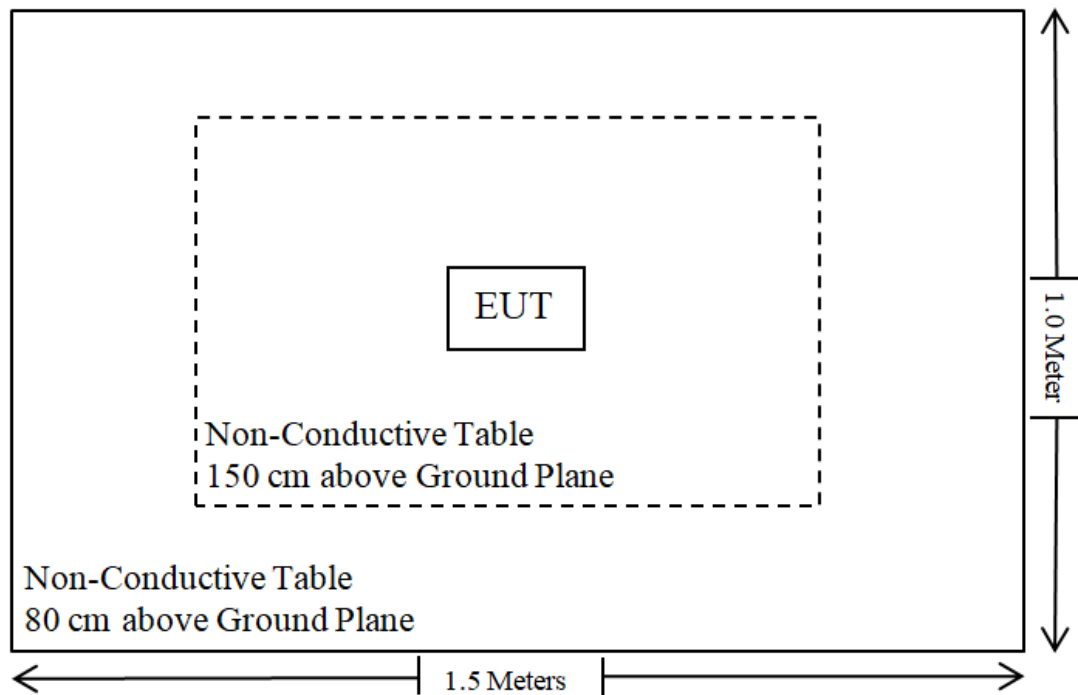 EUT
Non-Conductive Table
150 cm above Ground Plane
Non-Conductive Table
80 cm above Ground Plane
1.0 Meter
1.5 Meters